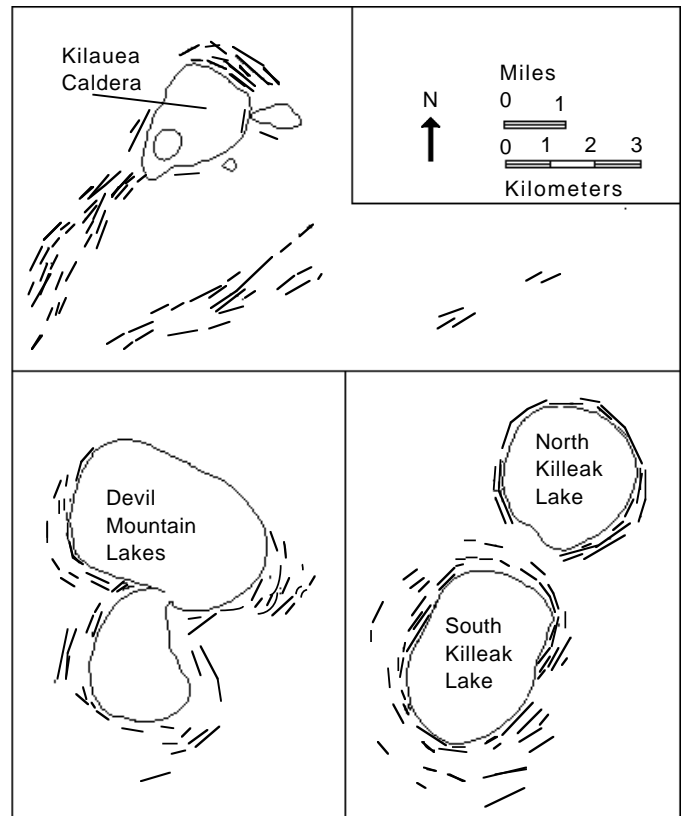 Kilauea
Caldera
Miles
0 1
N
0 1 2 3
Kilometers
Devil
Mountain
Lakes
North
Killeak
Lake
South
Killeak
Lake